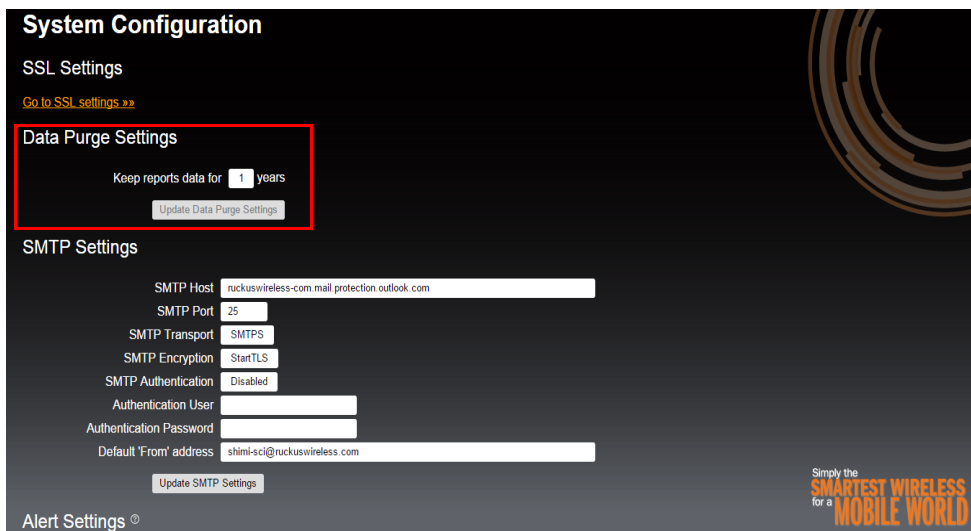 System Configuration
SSL Settings
Go to SSL settings »»
Data Purge Settings
Keep reports data for 1 years
Update Data Purge Settings
SMTP Settings
SMTP Host ruckuswireless-com.mail.protection.outlook.com
SMTP Port 25
SMTP Transport SMTPS
SMTP Encryption StartTLS
SMTP Authentication Disabled
Authentication User
Authentication Password
Default 'From' address shimi-sci@ruckuswireless.com
Update SMTP Settings
Simply the
SMARTEST WIRELESS
for a MOBILE WORLD
Alert Settings ?